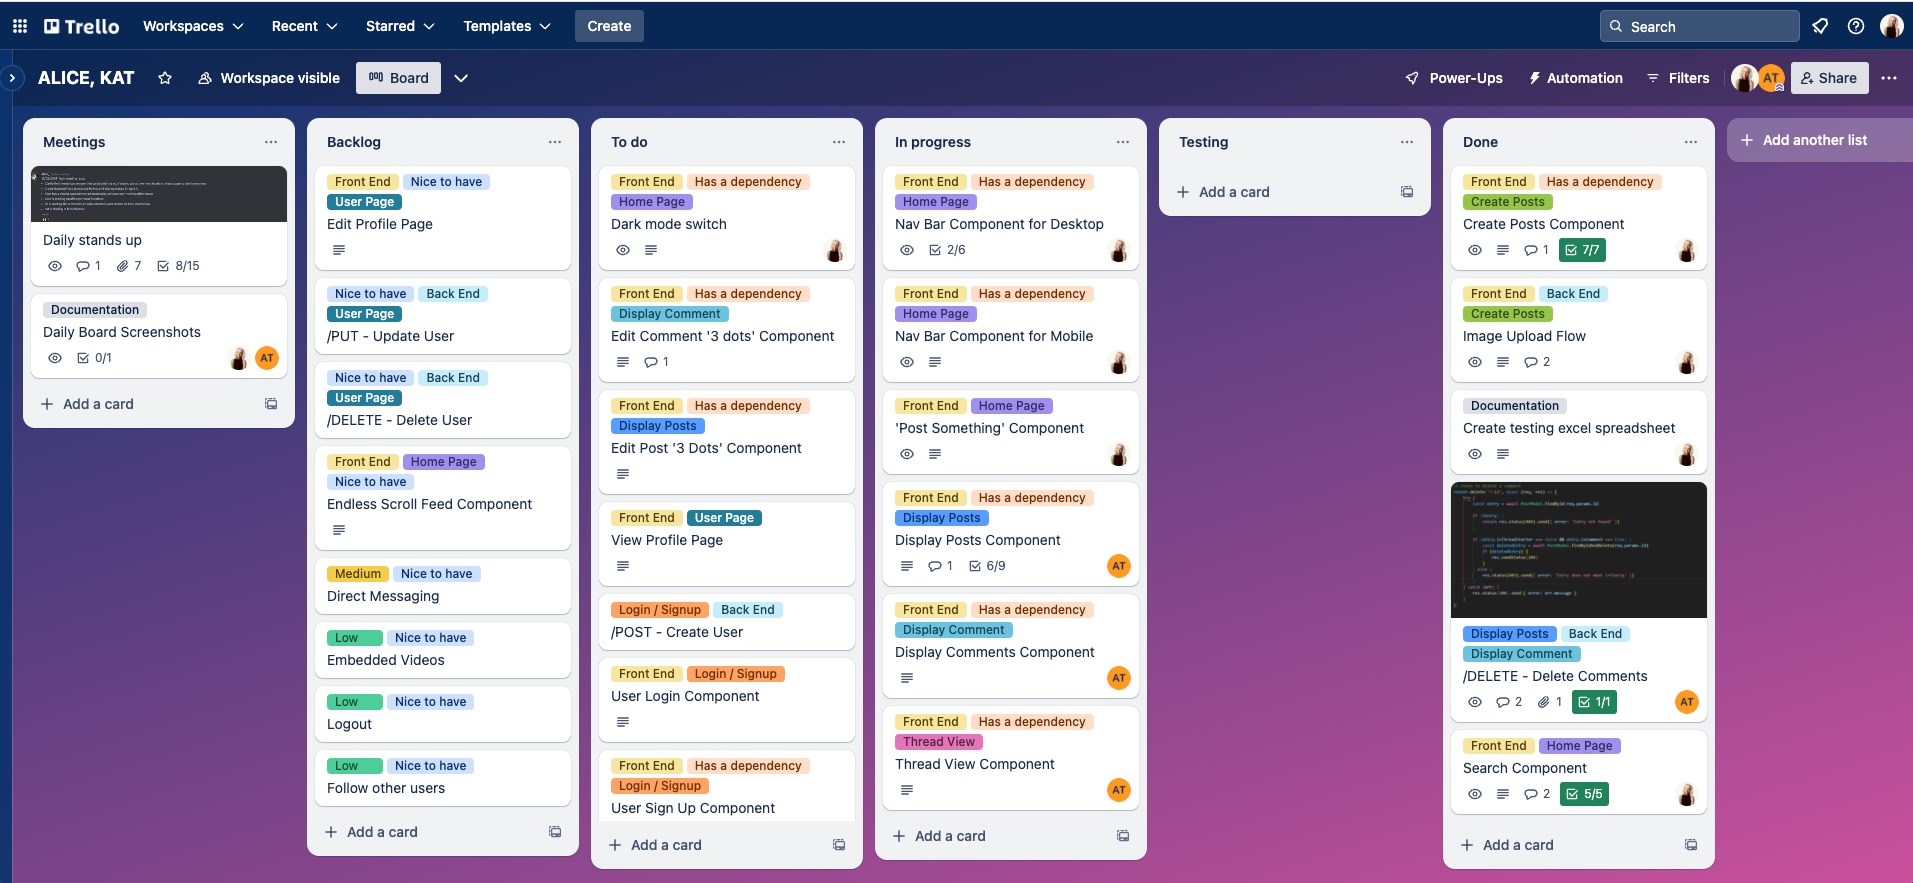 Trello
Workspaces
Recent
Starred
Templates
Create
Search
ALICE, KAT
Workspace visible
Board
Power-Ups
Automation
Filters
AT
Share
Meetings
Daily stands up
1 7 8/15
Documentation
Daily Board Screenshots
0/1 AT
Add a card
Backlog
Front End Nice to have
User Page
Edit Profile Page
Nice to have Back End
User Page
/PUT - Update User
Nice to have Back End
User Page
/DELETE - Delete User
Front End Home Page
Nice to have
Endless Scroll Feed Component
Medium Nice to have
Direct Messaging
Low Nice to have
Embedded Videos
Low Nice to have
Logout
Low Nice to have
Follow other users
Add a card
To do
Front End Has a dependency
Home Page
Dark mode switch
Front End Has a dependency
Display Comment
Edit Comment '3 dots' Component
1
Front End Has a dependency
Display Posts
Edit Post '3 Dots' Component
Front End User Page
View Profile Page
Login / Signup Back End
/POST - Create User
Front End Login / Signup
User Login Component
Front End Has a dependency
Login / Signup
User Sign Up Component
Add a card
In progress
Front End Has a dependency
Home Page
Nav Bar Component for Desktop
2/6
Front End Has a dependency
Home Page
Nav Bar Component for Mobile
Front End Home Page
'Post Something' Component
Front End Has a dependency
Display Posts
Display Posts Component
1 6/9 AT
Front End Has a dependency
Display Comment
Display Comments Component
AT
Front End Has a dependency
Thread View
Thread View Component
AT
Add a card
Testing
Add a card
Done
Front End Has a dependency
Create Posts
Create Posts Component
1 7/7
Front End Back End
Create Posts
Image Upload Flow
2
Documentation
Create testing excel spreadsheet
Display Posts Back End
Display Comment
/DELETE - Delete Comments
2 1 1/1 AT
Front End Home Page
Search Component
2 5/5
Add a card
Add another list